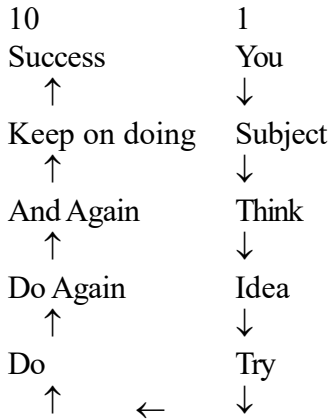 10 1
Success You
↑ ↓
Keep on doing Subject
↑ ↓
And Again Think
↑ ↓
Do Again Idea
↑ ↓
Do Try
↑ ← ↓